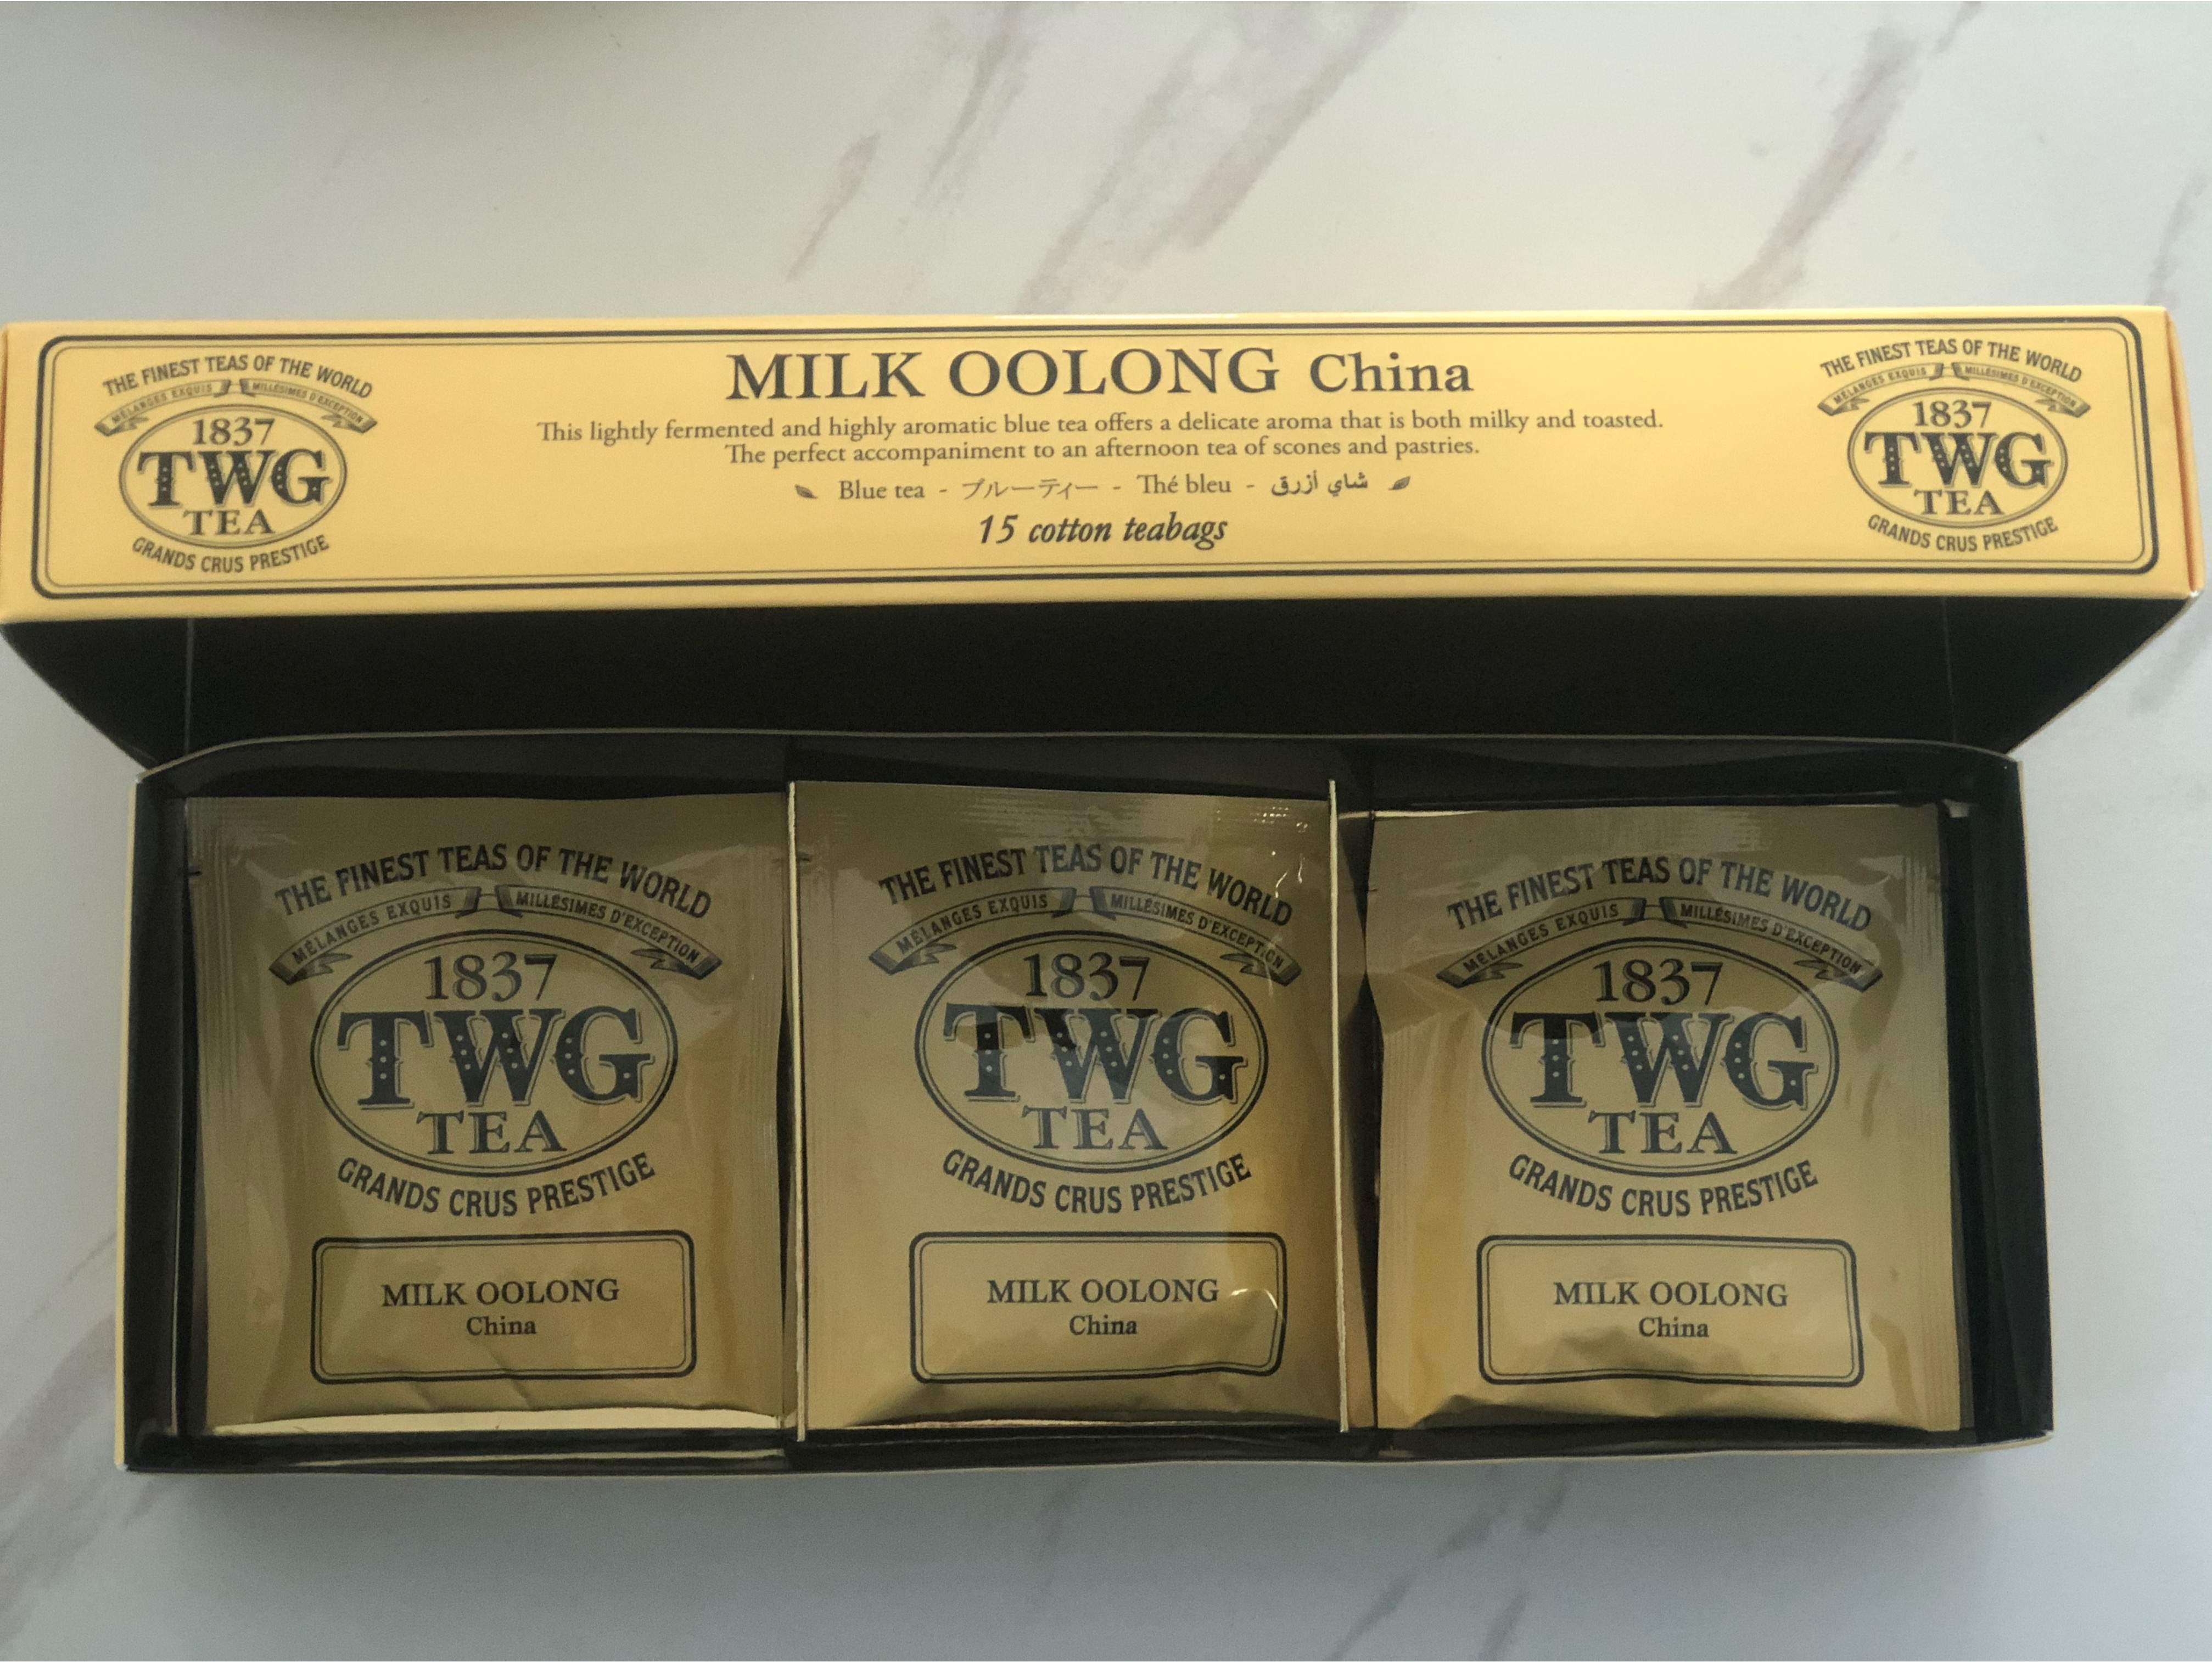 THE FINEST TEAS OF THE WORLD
MÉLANGES EXQUIS MILLÉSIMES D'EXCEPTION
1837
TWG
TEA
GRANDS CRUS PRESTIGE
MILK OOLONG China
This lightly fermented and highly aromatic blue tea offers a delicate aroma that is both milky and toasted.
The perfect accompaniment to an afternoon tea of scones and pastries.
Blue tea - ブルーティー - Thé bleu - شاي أزرق
15 cotton teabags
THE FINEST TEAS OF THE WORLD
MÉLANGES EXQUIS MILLÉSIMES D'EXCEPTION
1837
TWG
TEA
GRANDS CRUS PRESTIGE
THE FINEST TEAS OF THE WORLD
MÉLANGES EXQUIS MILLÉSIMES D'EXCEPTION
1837
TWG
TEA
GRANDS CRUS PRESTIGE
MILK OOLONG
China
THE FINEST TEAS OF THE WORLD
MÉLANGES EXQUIS MILLÉSIMES D'EXCEPTION
1837
TWG
TEA
GRANDS CRUS PRESTIGE
MILK OOLONG
China
THE FINEST TEAS OF THE WORLD
MÉLANGES EXQUIS MILLÉSIMES D'EXCEPTION
1837
TWG
TEA
GRANDS CRUS PRESTIGE
MILK OOLONG
China